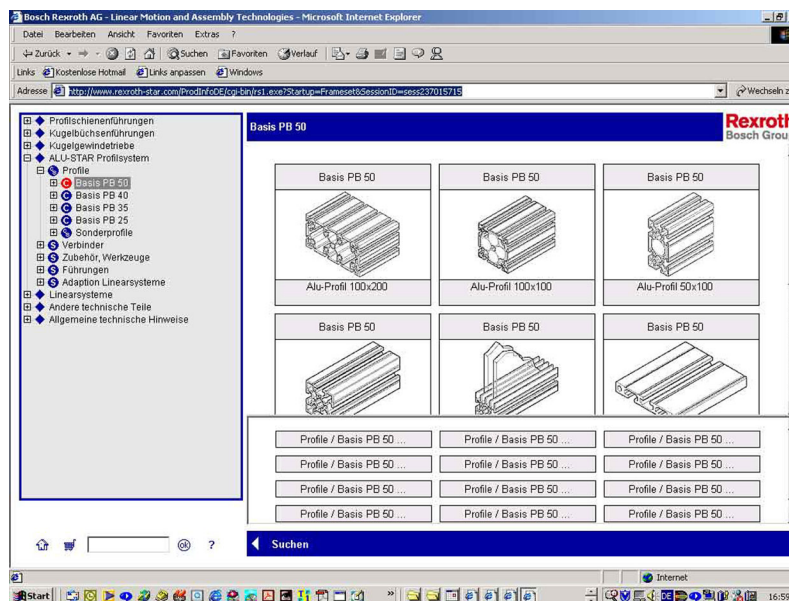 Bosch Rexroth AG - Linear Motion and Assembly Technologies - Microsoft Internet Explorer
Datei Bearbeiten Ansicht Favoriten Extras ?
Zurück Suchen Favoriten Verlauf
Links Kostenlose Hotmail Links anpassen Windows
Adresse http://www.rexroth-star.com/ProdInfoDE/cgi-bin/rs1.exe?Startup=Frameset&SessionID=sess237015715 Wechseln z
Profilschienenführungen
Kugelbüchsenführungen
Kugelgewindetriebe
ALU-STAR Profilsystem
Profile
Basis PB 50
Basis PB 40
Basis PB 35
Basis PB 25
Sonderprofile
Verbinder
Zubehör, Werkzeuge
Führungen
Adaption Linearsysteme
Linearsysteme
Andere technische Teile
Allgemeine technische Hinweise
ok ?
Basis PB 50
Rexroth
Bosch Grou
Basis PB 50 Basis PB 50 Basis PB 50
Alu-Profil 100x200 Alu-Profil 100x100 Alu-Profil 50x100
Basis PB 50 Basis PB 50 Basis PB 50
Profile / Basis PB 50 ... Profile / Basis PB 50 ... Profile / Basis PB 50 ...
Profile / Basis PB 50 ... Profile / Basis PB 50 ... Profile / Basis PB 50 ...
Profile / Basis PB 50 ... Profile / Basis PB 50 ... Profile / Basis PB 50 ...
Profile / Basis PB 50 ... Profile / Basis PB 50 ... Profile / Basis PB 50 ...
Suchen
Internet
Start » DE 16:59